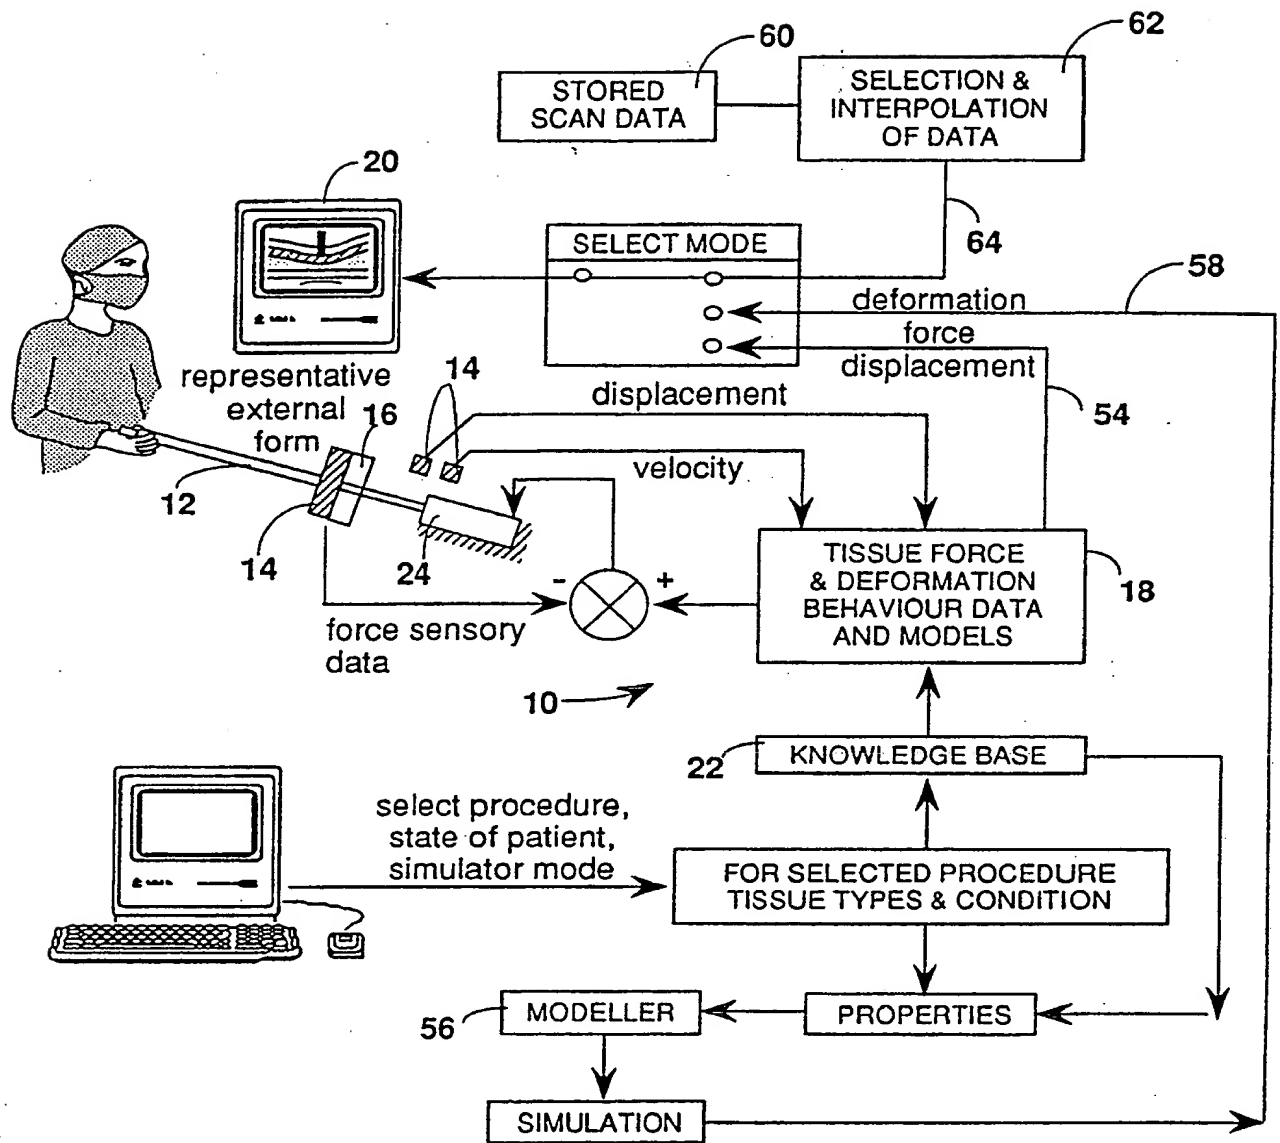 62
60
STORED
SCAN DATA
SELECTION &
INTERPOLATION
OF DATA
20
64
SELECT MODE
58
deformation
force
displacement
54
representative
external
form
14
16
displacement
velocity
12
14
24
-
+
TISSUE FORCE
& DEFORMATION
BEHAVIOUR DATA
AND MODELS
18
force sensory
data
10
22
KNOWLEDGE BASE
select procedure,
state of patient,
simulator mode
FOR SELECTED PROCEDURE
TISSUE TYPES & CONDITION
56
MODELLER
PROPERTIES
SIMULATION